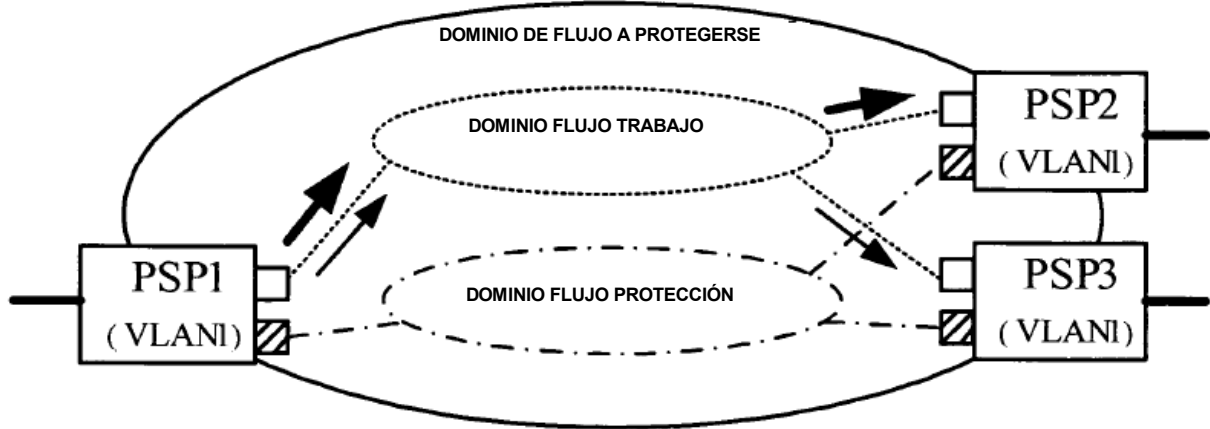 DOMINIO DE FLUJO A PROTEGERSE
DOMINIO FLUJO TRABAJO
PSP2
(VLAN1)
PSP1
(VLAN1)
DOMINIO FLUJO PROTECCIÓN
PSP3
(VLAN1)